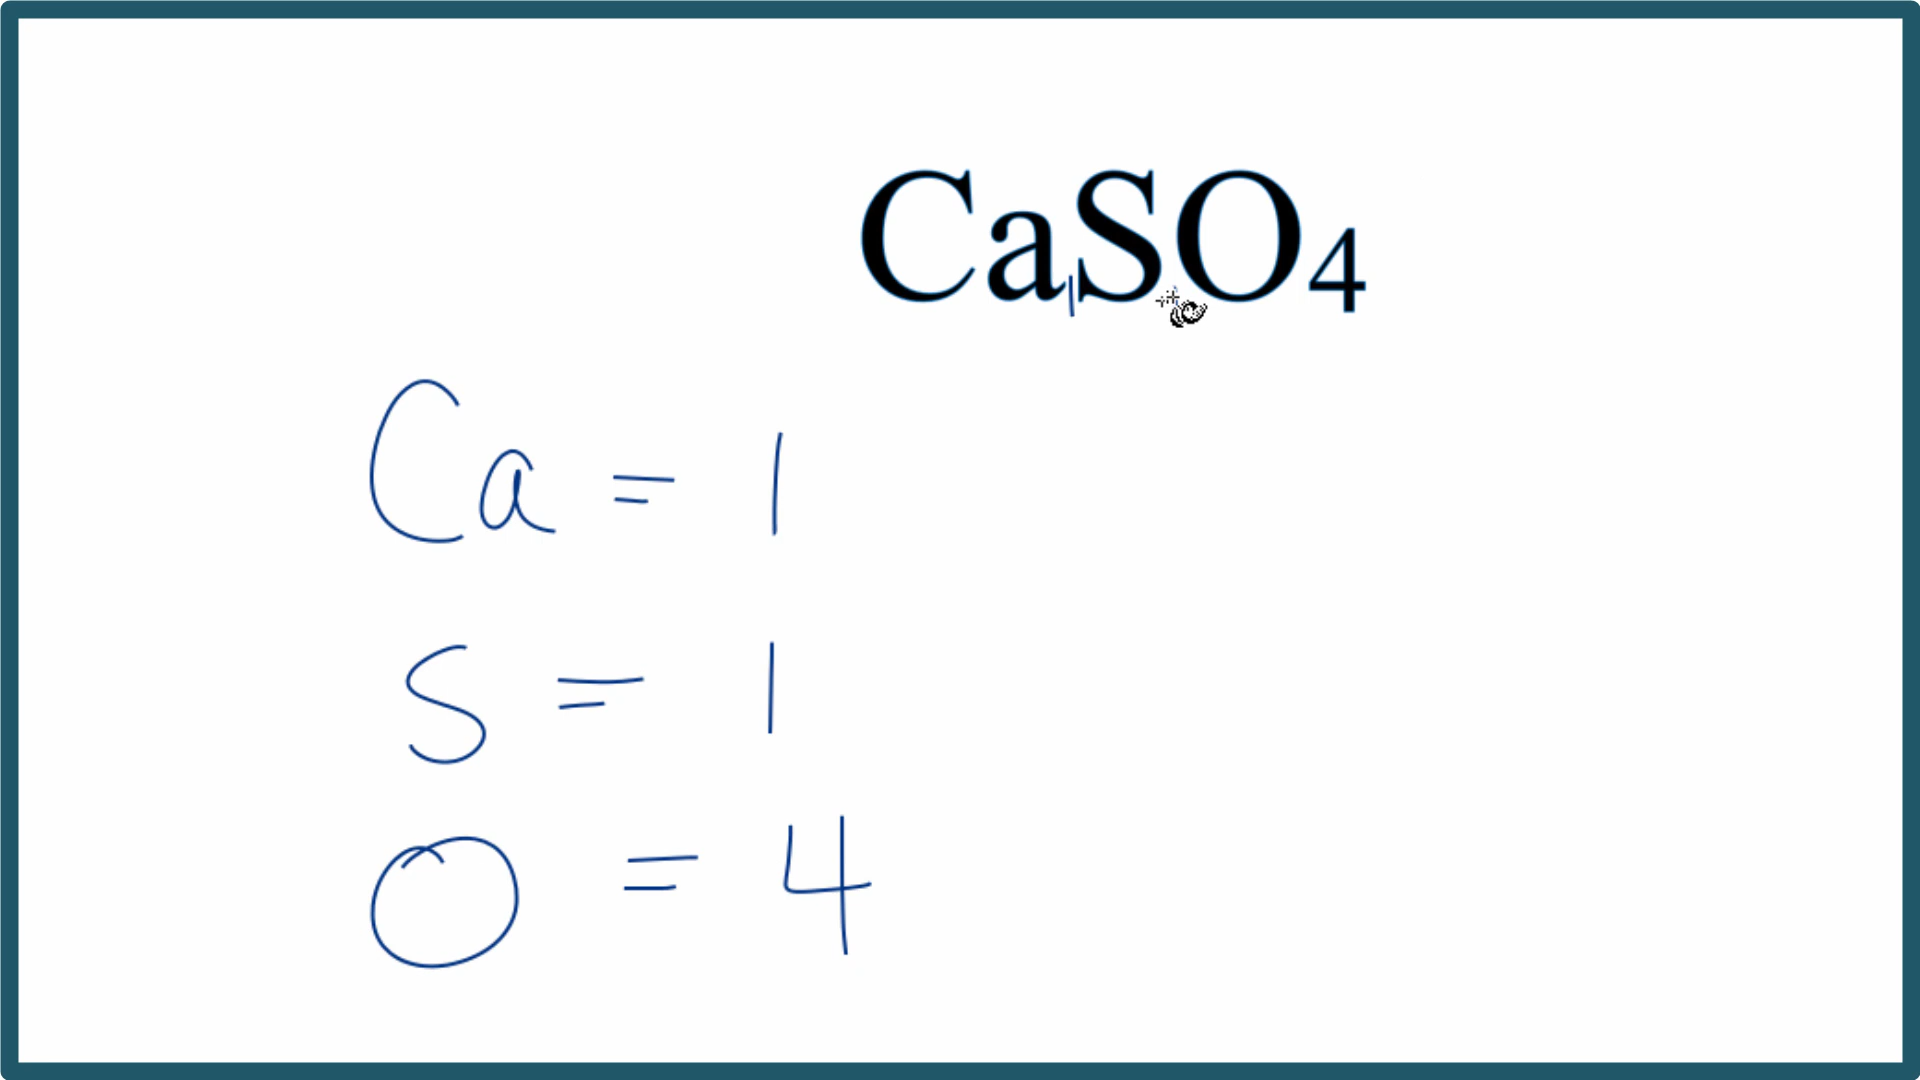 CaSO4
Ca = 1
S = 1
O = 4